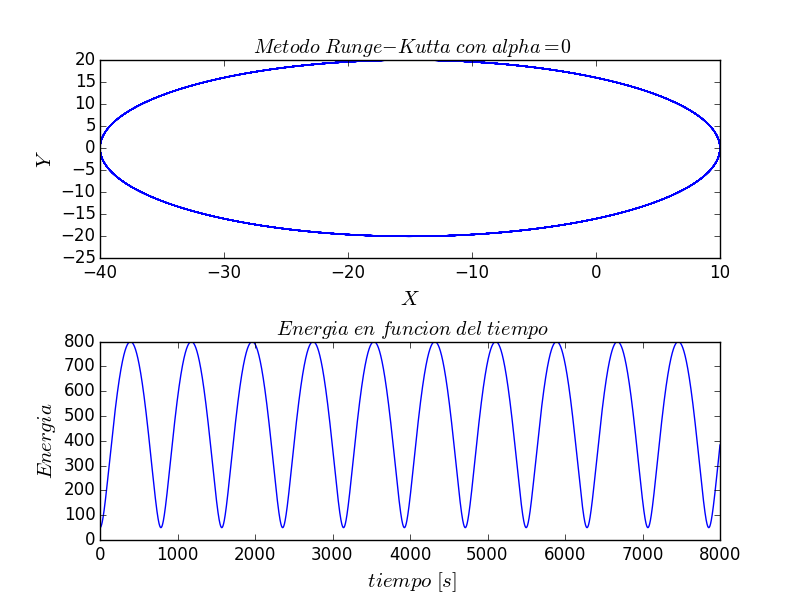 Metodo Runge−Kutta con alpha=0
20
15
10
5
0
−5
−10
−15
−20
−25
Y
−40 −30 −20 −10 0 10
X
Energia en funcion del tiempo
800
700
600
500
400
300
200
100
0
Energia
0 1000 2000 3000 4000 5000 6000 7000 8000
tiempo [s]